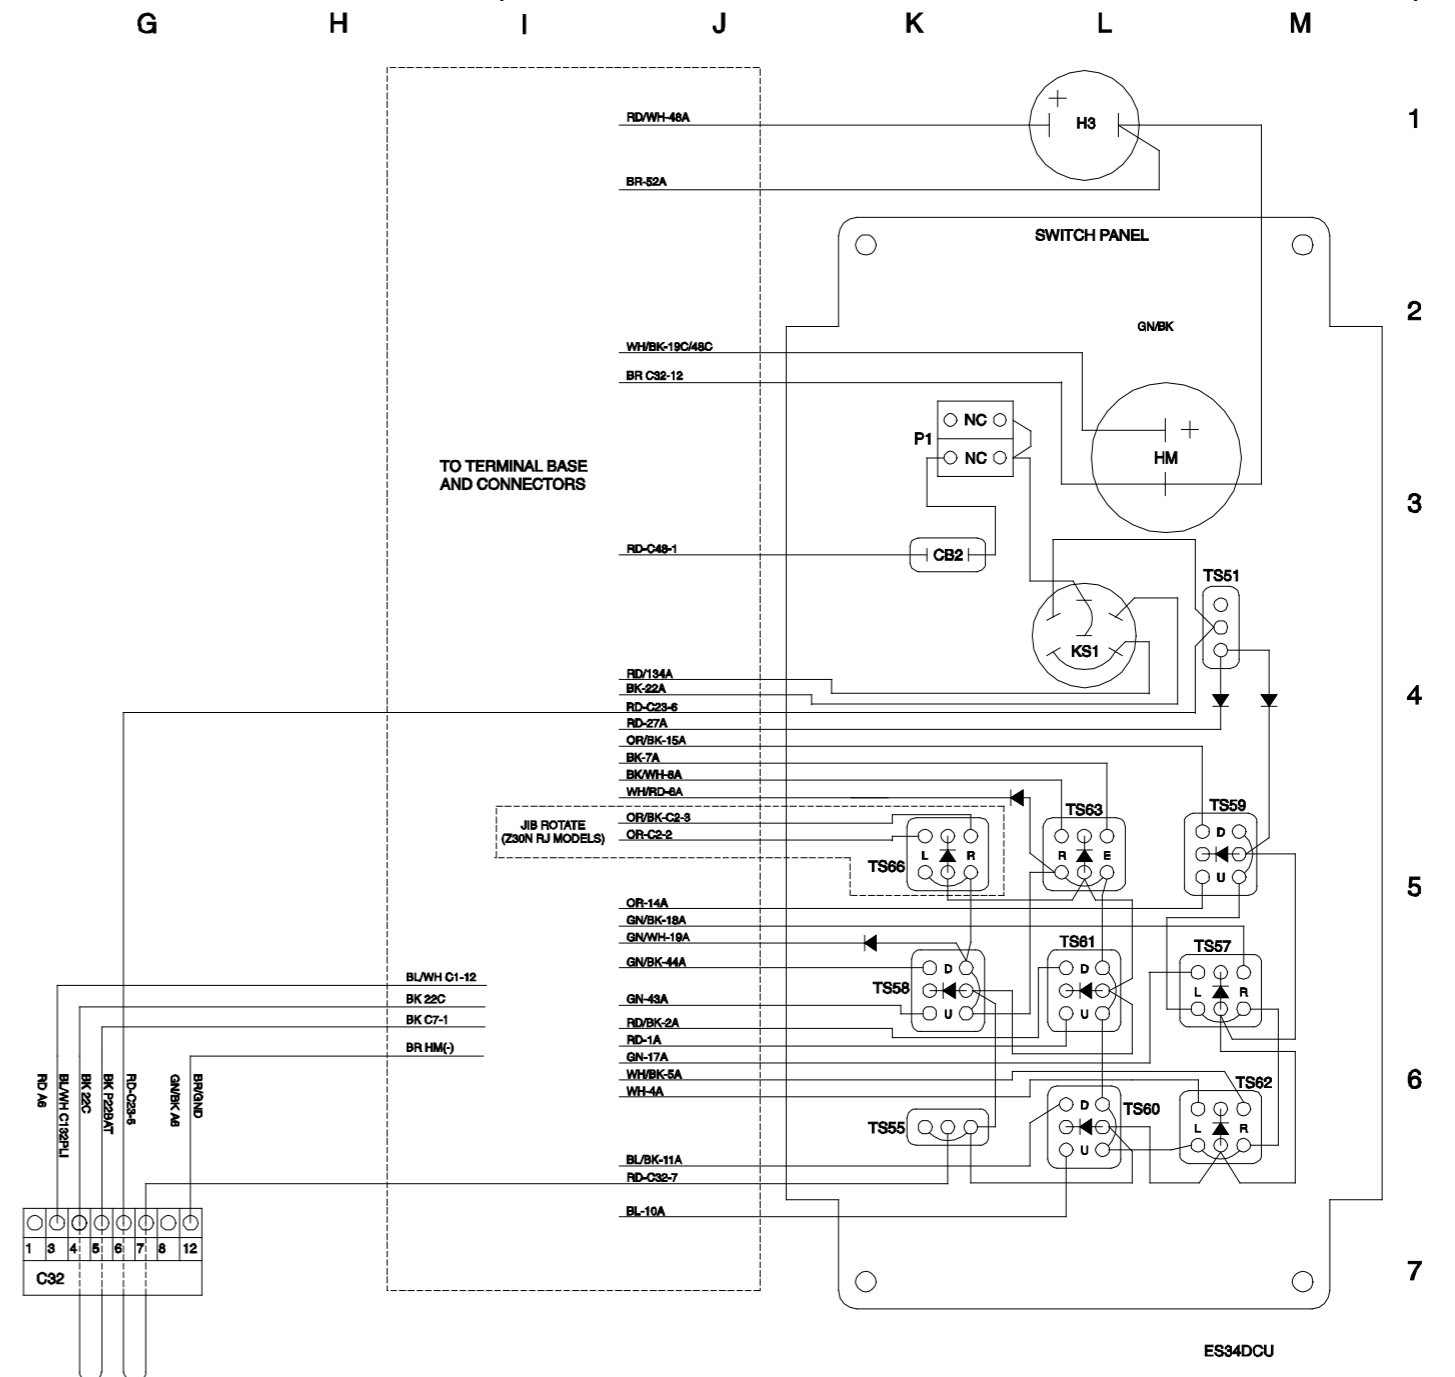 G H I J K L M
1
RD/WH-48A
H3
BR-52A
SWITCH PANEL
2
GN/BK
WH/BK-19C/48C
BR C32-12
NC
P1
NC
HM
TO TERMINAL BASE
AND CONNECTORS
3
RD-C48-1
CB2
TS51
KS1
RD/134A
BK-22A
4
RD-C23-6
RD-27A
OR/BK-15A
BK-7A
BK/WH-8A
WH/RD-6A
TS63
TS59
JIB ROTATE
(Z30N RJ MODELS)
OR/BK-C2-3
OR-C2-2
D
TS66
L R
R E
U
5
OR-14A
GN/BK-18A
GN/WH-19A
TS61
TS57
GN/BK-44A
BL/WH C1-12
TS58
D
U
D
U
L R
BK 22C
GN-43A
BK C7-1
RD/BK-2A
RD-1A
BR HM(-)
GN-17A
WH/BK-5A
WH-4A
6
TS62
RD A6
BL/WH C132PLI
BK 22C
BK P22BAT
RD-C23-6
GN/BK A6
BR/GND
TS55
D
U
TS60
L R
BL/BK-11A
RD-C32-7
BL-10A
1 3 4 5 6 7 8 12
C32
7
ES34DCU